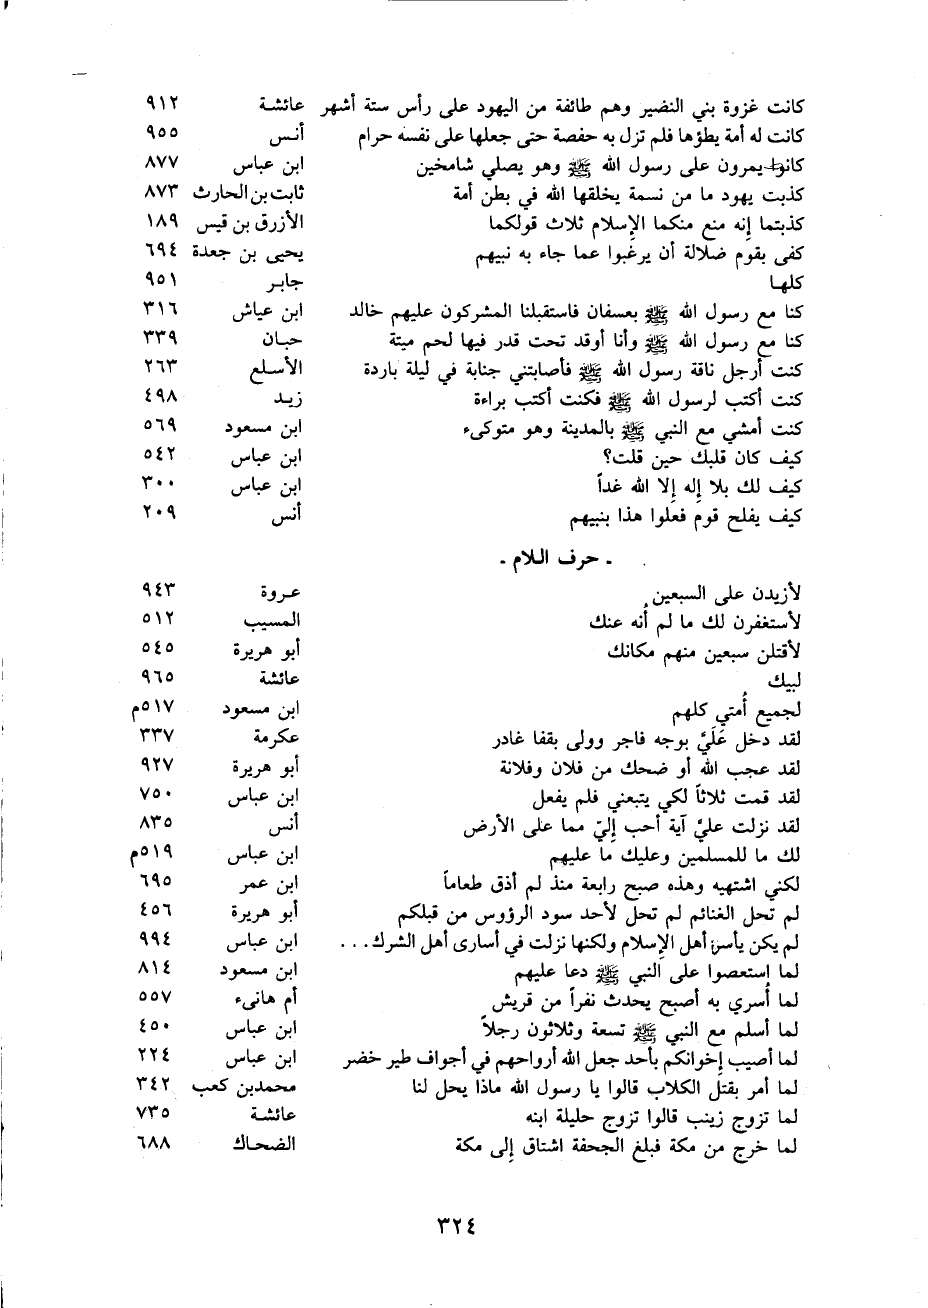 كانت غزوة بني النضير وهم طائفة من اليهود على رأس ستة أشهر عائشة ٩١٢
كانت له أمة يطؤها فلم تزل به حفصة حتى جعلها على نفسه حرام أنس ٩٥٥
كانوا يمرون على رسول الله ﷺ وهو يصلي شامخين ابن عباس ٨٧٧
كذبت يهود ما من نسمة يخلقها الله في بطن أمة ثابت بن الحارث ٨٧٣
كذبتما إنه منع منكما الإسلام ثلاث قولكما الأزرق بن قيس ١٨٩
كفى بقوم ضلالة أن يرغبوا عما جاء به نبيهم يحيى بن جعدة ٦٩٤
كلها جابر ٩٥١
كنا مع رسول الله ﷺ بعسفان فاستقبلنا المشركون عليهم خالد ابن عياش ٣١٦
كنا مع رسول الله ﷺ وأنا أوقد تحت قدر فيها لحم ميتة حبان ٣٣٩
كنت أرجل ناقة رسول الله ﷺ فأصابتني جنابة في ليلة باردة الأسلع ٢٦٣
كنت أكتب لرسول الله ﷺ فكنت أكتب براءة زيد ٤٩٨
كنت أمشي مع النبي ﷺ بالمدينة وهو متوكىء ابن مسعود ٥٦٩
كيف كان قلبك حين قلت؟ ابن عباس ٥٤٢
كيف لك بلا إله إلا الله غداً ابن عباس ٣٠٠
كيف يفلح قوم فعلوا هذا بنبيهم أنس ٢٠٩
- حرف اللام -
لأزيدن على السبعين عروة ٩٤٣
لأستغفرن لك ما لم أنه عنك المسيب ٥١٢
لأقتلن سبعين منهم مكانك أبو هريرة ٥٤٥
لبيك عائشة ٩٦٥
لجميع أُمتي كلهم ابن مسعود ٥١٧م
لقد دخل عَلَيَّ بوجه فاجر وولى بقفا غادر عكرمة ٣٣٧
لقد عجب الله أو ضحك من فلان وفلانة أبو هريرة ٩٢٧
لقد قمت ثلاثاً لكي يتبعني فلم يفعل ابن عباس ٧٥٠
لقد نزلت عليَّ آية أحب إليّ مما على الأرض أنس ٨٣٥
لك ما للمسلمين وعليك ما عليهم ابن عباس ٥١٩م
لكني اشتهيه وهذه صبح رابعة منذ لم أذق طعاماً ابن عمر ٦٩٥
لم تحل الغنائم لم تحل لأحد سود الرؤوس من قبلكم أبو هريرة ٤٥٦
لم يكن يأسر أهل الإسلام ولكنها نزلت في أسارى أهل الشرك... ابن عباس ٩٩٤
لما إستعصوا على النبي ﷺ دعا عليهم ابن مسعود ٨١٤
لما أُسري به أصبح يحدث نفراً من قريش أم هانىء ٥٥٧
لما أسلم مع النبي ﷺ تسعة وثلاثون رجلاً ابن عباس ٤٥٠
لما أصيب إخوانكم بأحد جعل الله أرواحهم في أجواف طير خضر ابن عباس ٢٢٤
لما أمر بقتل الكلاب قالوا يا رسول الله ماذا يحل لنا محمد بن كعب ٣٤٢
لما تزوج زينب قالوا تزوج حليلة ابنه عائشة ٧٣٥
لما خرج من مكة فبلغ الجحفة اشتاق إلى مكة الضحاك ٦٨٨
٣٢٤